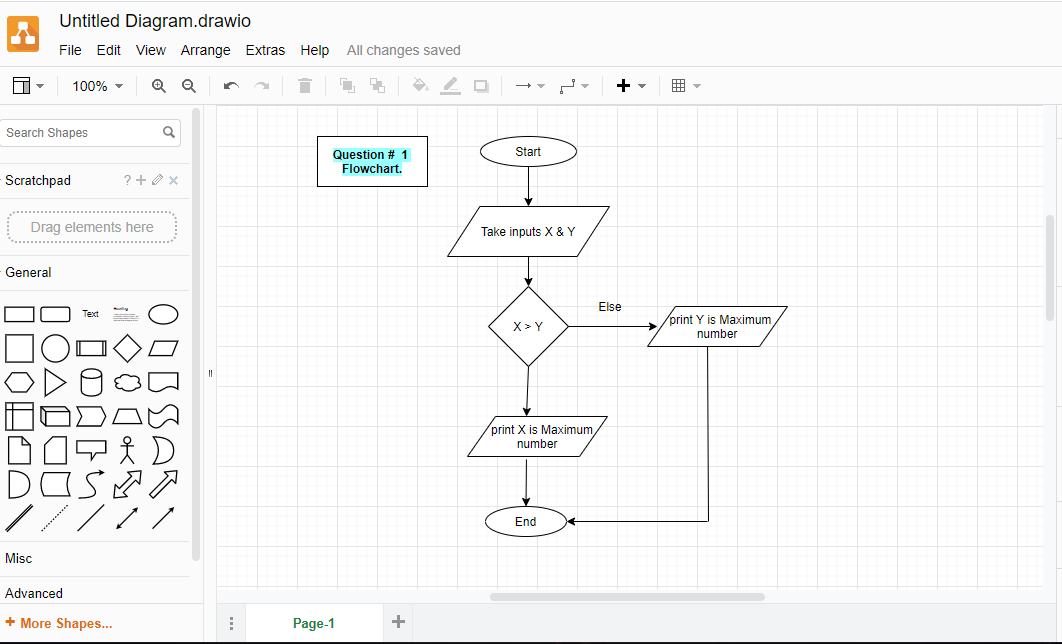 Untitled Diagram.drawio
File Edit View Arrange Extras Help All changes saved
100%
Search Shapes
Scratchpad ?
Drag elements here
General
Text
Heading
Misc
Advanced
+ More Shapes...
Question # 1
Flowchart.
Start
Take inputs X & Y
X > Y
Else
print Y is Maximum
number
print X is Maximum
number
End
Page-1